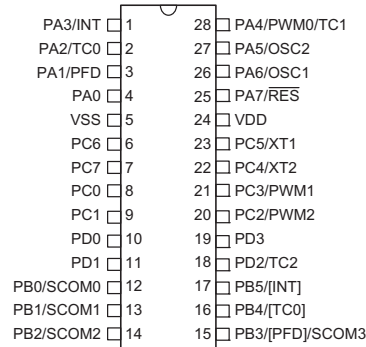 PA3/INT 1 28 PA4/PWM0/TC1
PA2/TC0 2 27 PA5/OSC2
PA1/PFD 3 26 PA6/OSC1
PA0 4 25 PA7/RES
VSS 5 24 VDD
PC6 6 23 PC5/XT1
PC7 7 22 PC4/XT2
PC0 8 21 PC3/PWM1
PC1 9 20 PC2/PWM2
PD0 10 19 PD3
PD1 11 18 PD2/TC2
PB0/SCOM0 12 17 PB5/[INT]
PB1/SCOM1 13 16 PB4/[TC0]
PB2/SCOM2 14 15 PB3/[PFD]/SCOM3